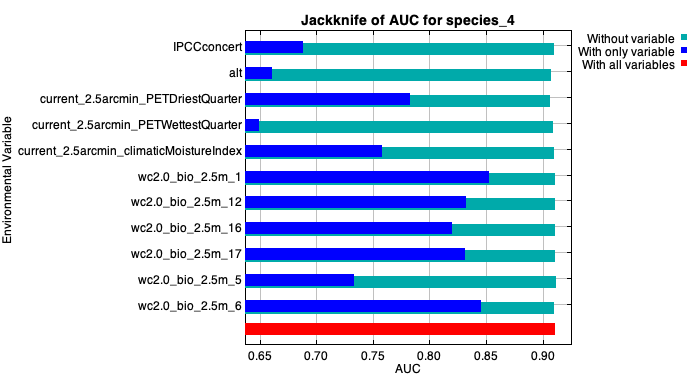 Jackknife of AUC for species_4
Without variable
With only variable
With all variables
Environmental Variable
IPCCconcert
alt
current_2.5arcmin_PETDriestQuarter
current_2.5arcmin_PETWettestQuarter
current_2.5arcmin_climaticMoistureIndex
wc2.0_bio_2.5m_1
wc2.0_bio_2.5m_12
wc2.0_bio_2.5m_16
wc2.0_bio_2.5m_17
wc2.0_bio_2.5m_5
wc2.0_bio_2.5m_6
0.65 0.70 0.75 0.80 0.85 0.90
AUC